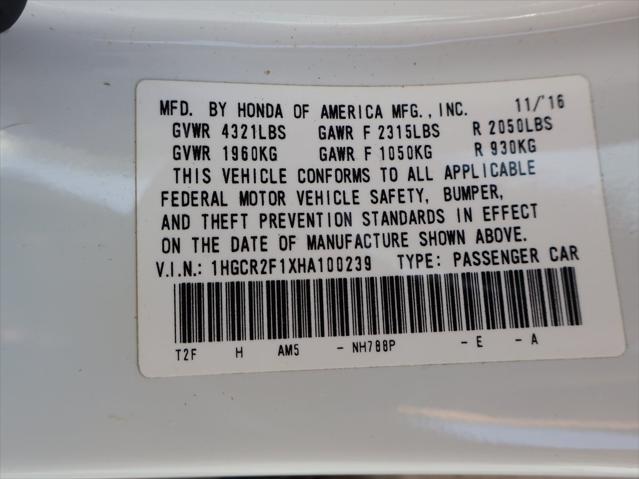 MFD. BY HONDA OF AMERICA MFG., INC. 11/'16
GVWR 4321LBS GAWR F 2315LBS R 2050LBS
GVWR 1960KG GAWR F 1050KG R 930KG
THIS VEHICLE CONFORMS TO ALL APPLICABLE
FEDERAL MOTOR VEHICLE SAFETY, BUMPER,
AND THEFT PREVENTION STANDARDS IN EFFECT
ON THE DATE OF MANUFACTURE SHOWN ABOVE.
V.I.N.: 1HGCR2F1XHA100239 TYPE: PASSENGER CAR
T2F H AM5 - NH788P - E - A